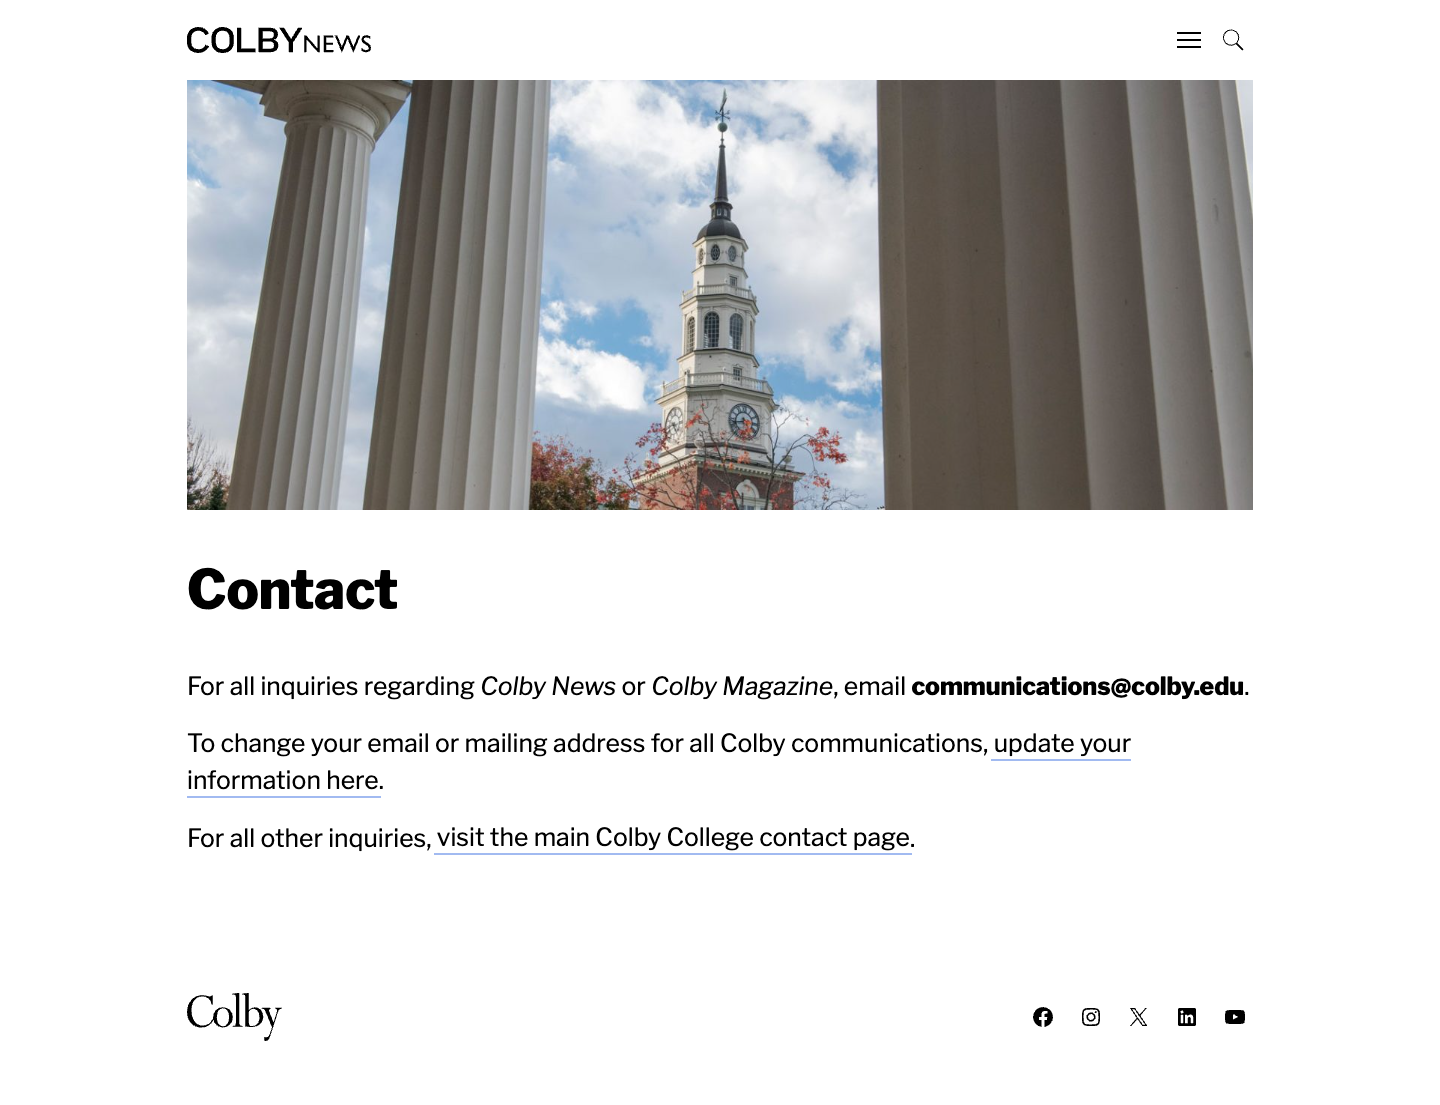 COLBY NEWS
Contact
For all inquiries regarding Colby News or Colby Magazine, email communications@colby.edu.
To change your email or mailing address for all Colby communications, update your
information here.
For all other inquiries, visit the main Colby College contact page.
Colby